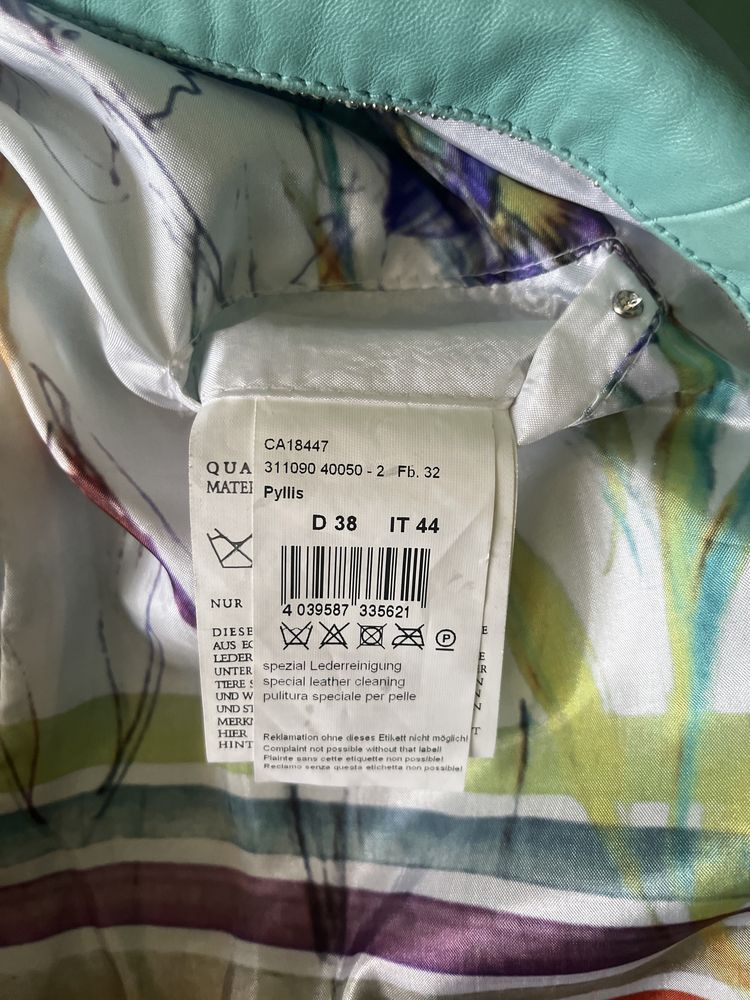 CA18447
311090 40050 - 2 Fb. 32
Pyllis
D 38 IT 44
4 039587 335621
P
spezial Lederreinigung
special leather cleaning
pulitura speciale per pelle
Reklamation ohne dieses Etikett nicht möglich!
Complaint not possible without that label!
Plainte sans cette etiquette non possible!
Reclamo senza questa etichetta non possible!
QUA
MATE
NUR
DIESE
AUS E
LEDER
UNTER
TIERE S
UND W
UND ST
MERK
HIER
HINT